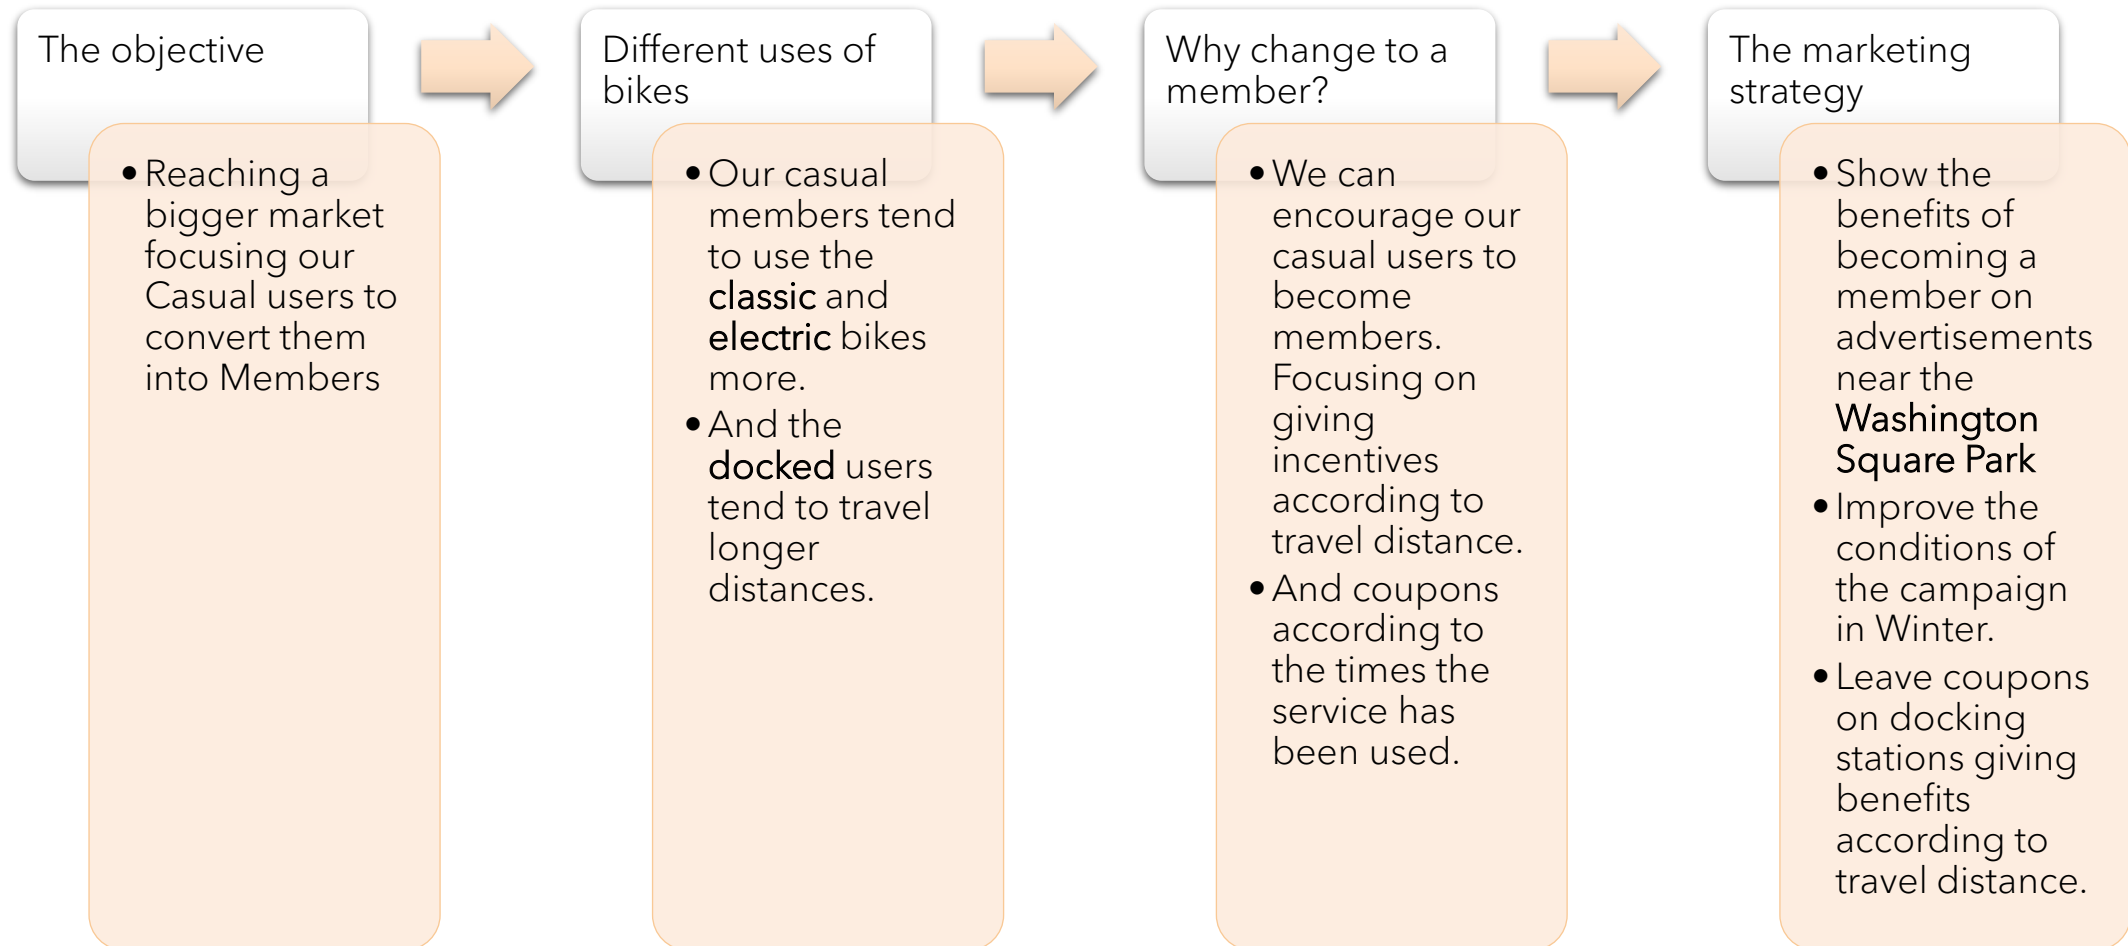 The objective
• Reaching a
bigger market
focusing our
Casual users to
convert them
into Members
Different uses of
bikes
• Our casual
members tend
to use the
classic and
electric bikes
more.
• And the
docked users
tend to travel
longer
distances.
Why change to a
member?
• We can
encourage our
casual users to
become
members.
Focusing on
giving
incentives
according to
travel distance.
• And coupons
according to
the times the
service has
been used.
The marketing
strategy
• Show the
benefits of
becoming a
member on
advertisements
near the
Washington
Square Park
• Improve the
conditions of
the campaign
in Winter.
• Leave coupons
on docking
stations giving
benefits
according to
travel distance.